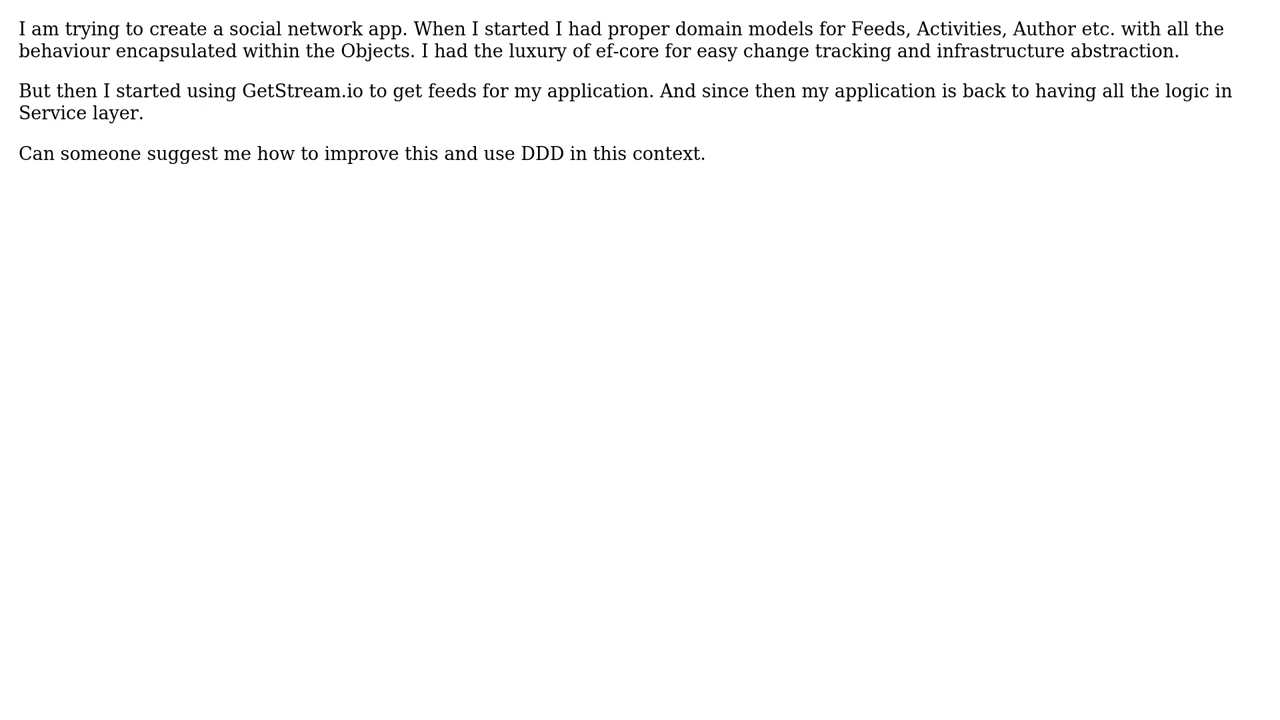 I am trying to create a social network app. When I started I had proper domain models for Feeds, Activities, Author etc. with all the
behaviour encapsulated within the Objects. I had the luxury of ef-core for easy change tracking and infrastructure abstraction.
But then I started using GetStream.io to get feeds for my application. And since then my application is back to having all the logic in
Service layer.
Can someone suggest me how to improve this and use DDD in this context.